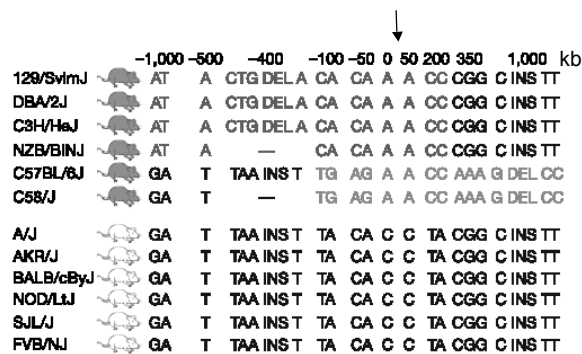 −1,000 −500 −400 −100 −50 0 50 200 350 1,000 kb
129/SvImJ AT A CTG DEL A CA CA A A CC CGG C INS TT
DBA/2J AT A CTG DEL A CA CA A A CC CGG C INS TT
C3H/HeJ AT A CTG DEL A CA CA A A CC CGG C INS TT
NZB/BlNJ AT A — CA CA A A CC CGG C INS TT
C57BL/6J GA T TAA INS T TG AG A A CC AAA G DEL CC
C58/J GA T — TG AG A A CC AAA G DEL CC
A/J GA T TAA INS T TA CA C C TA CGG C INS TT
AKR/J GA T TAA INS T TA CA C C TA CGG C INS TT
BALB/cByJ GA T TAA INS T TA CA C C TA CGG C INS TT
NOD/LtJ GA T TAA INS T TA CA C C TA CGG C INS TT
SJL/J GA T TAA INS T TA CA C C TA CGG C INS TT
FVB/NJ GA T TAA INS T TA CA C C TA CGG C INS TT